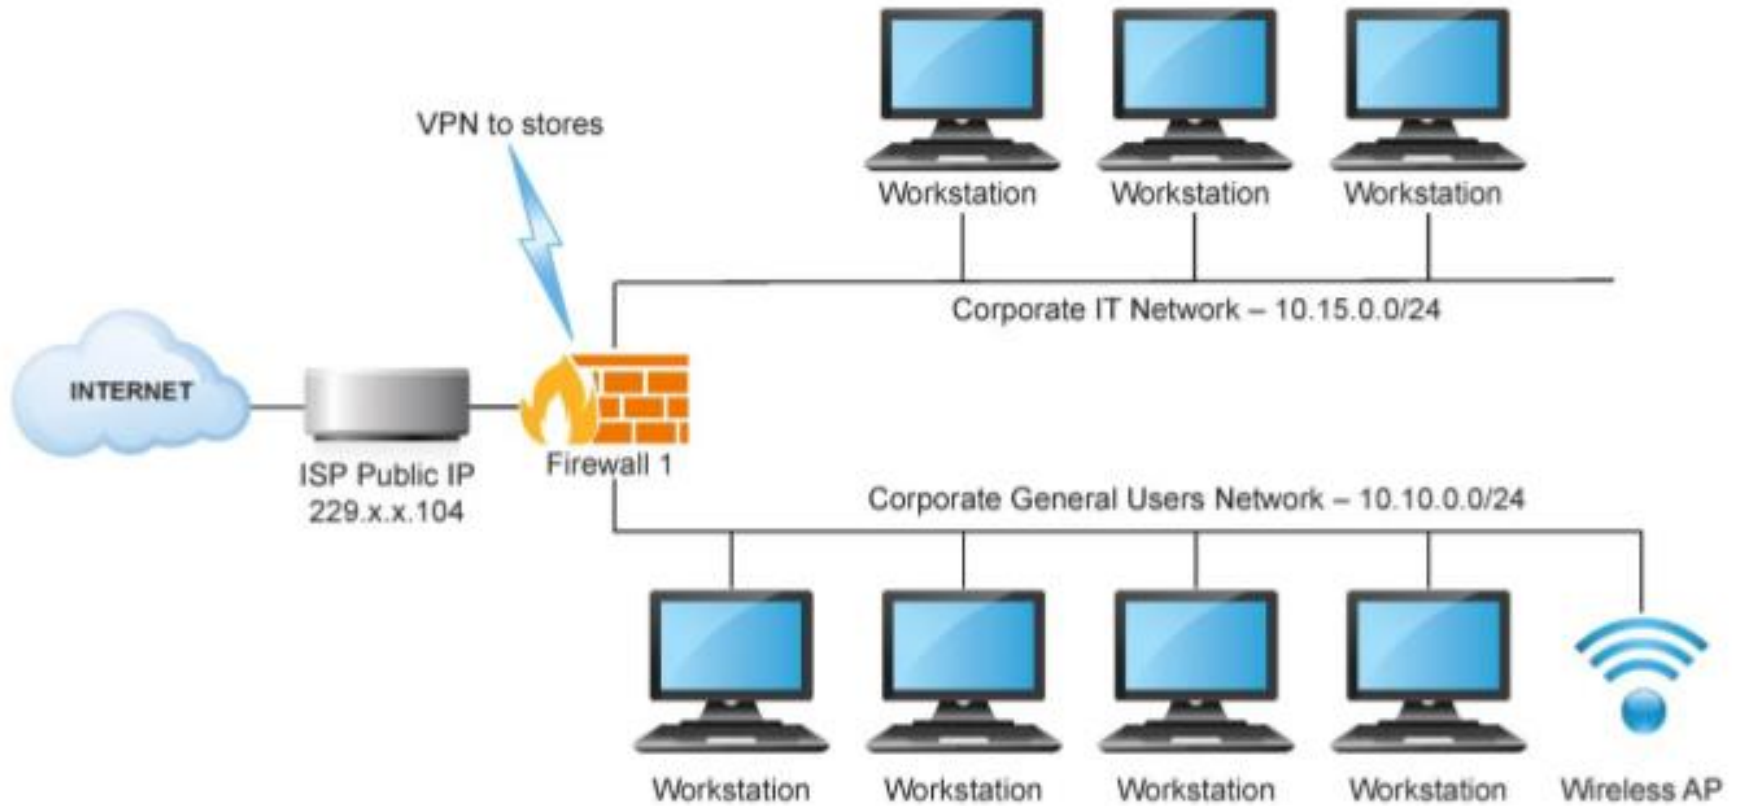 VPN to stores
Workstation
Workstation
Workstation
Corporate IT Network – 10.15.0.0/24
INTERNET
ISP Public IP
229.x.x.104
Firewall 1
Corporate General Users Network – 10.10.0.0/24
Workstation
Workstation
Workstation
Workstation
Wireless AP